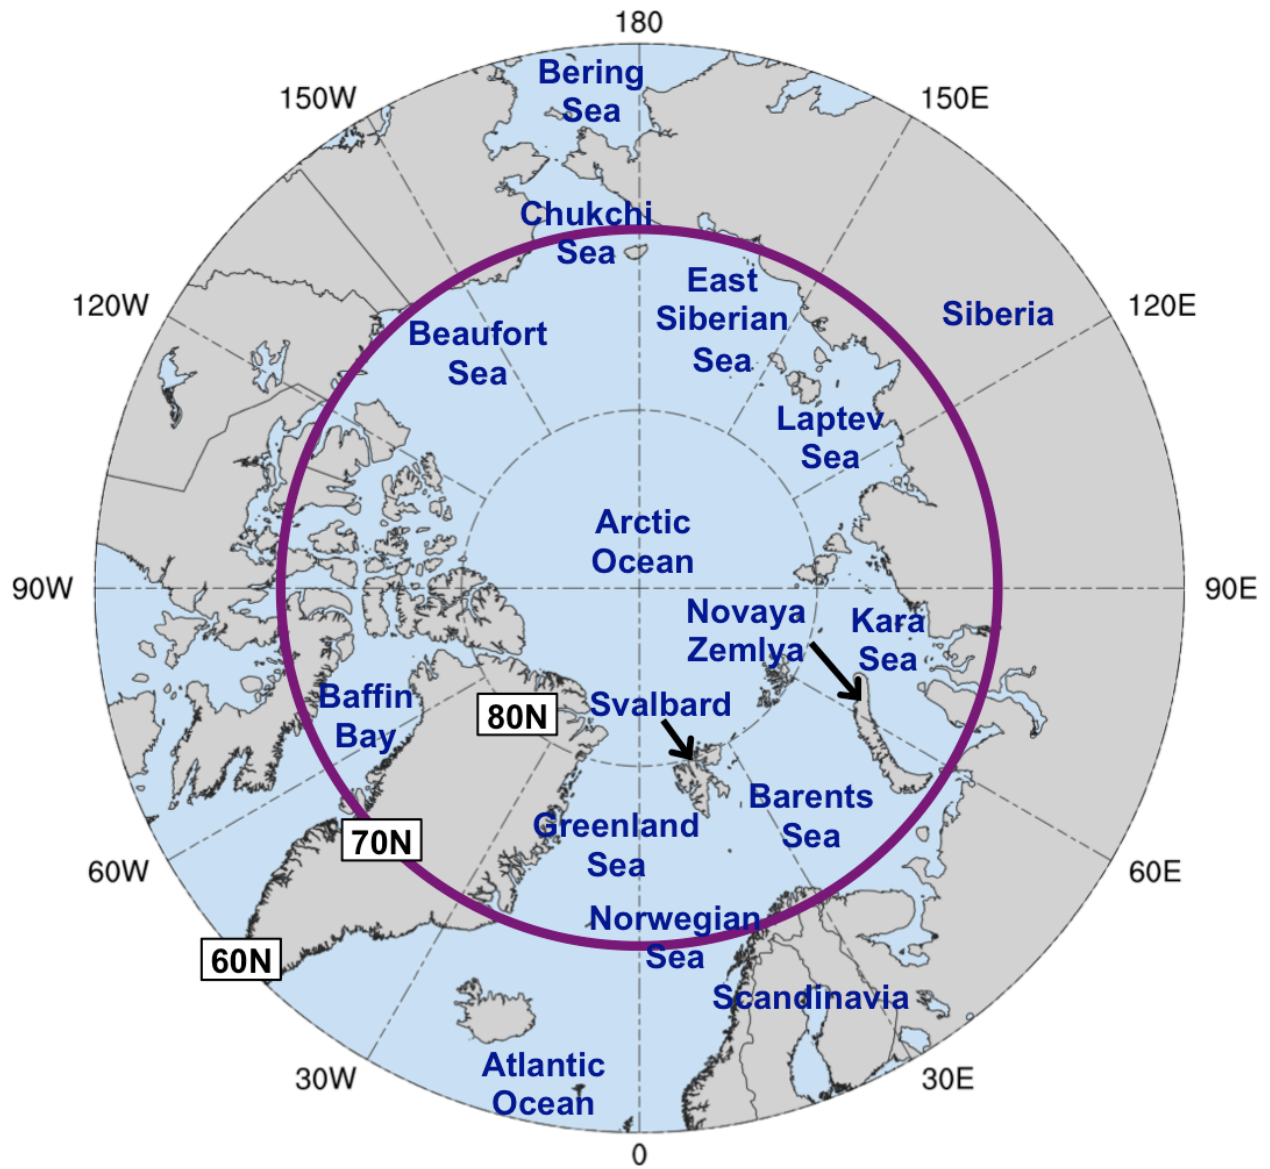 180
150W
150E
Bering
Sea
Chukchi
Sea
120W
120E
East
Siberian
Sea
Siberia
Beaufort
Sea
Laptev
Sea
Arctic
Ocean
90W
90E
Novaya
Zemlya
Kara
Sea
Baffin
Bay
80N
Svalbard
Barents
Sea
Greenland
Sea
70N
60W
60E
Norwegian
Sea
60N
Scandinavia
Atlantic
Ocean
30W
30E
0